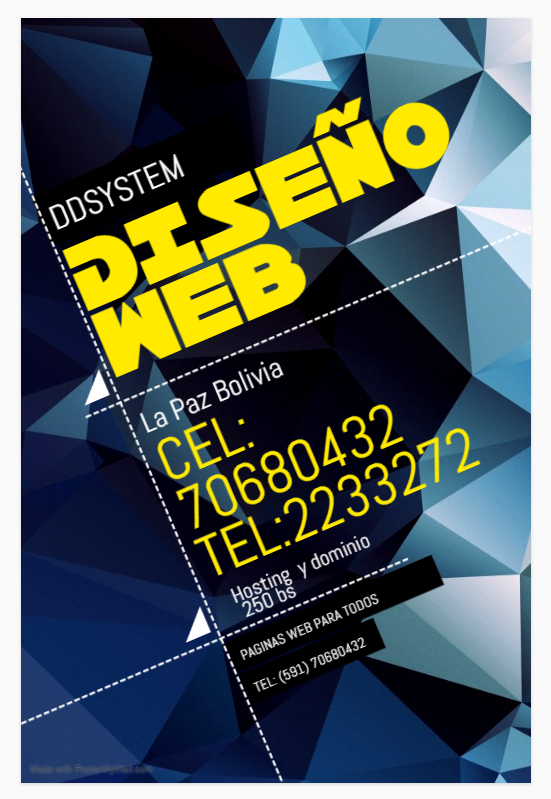 DDSYSTEM
DISEÑO
WEB
La Paz Bolivia
CEL:
70680432
TEL:2233272
Hosting y dominio
250 bs
PAGINAS WEB PARA TODOS
TEL: (591) 70680432